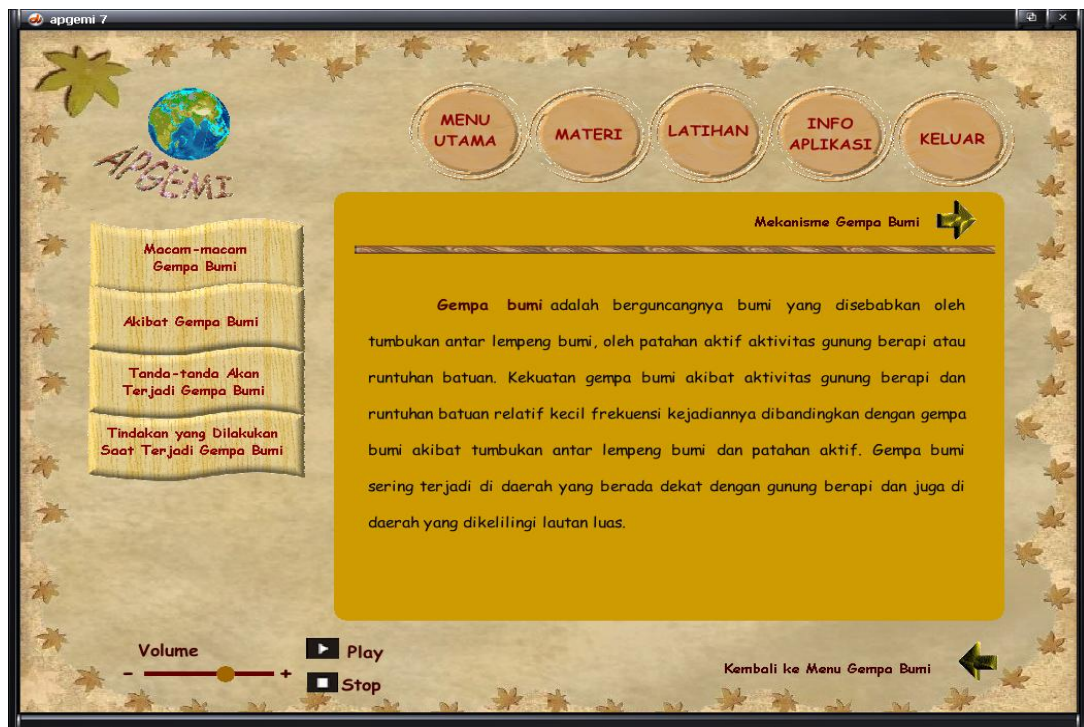 apgemi 7
APGEMI
MENU
UTAMA
MATERI
LATIHAN
INFO
APLIKASI
KELUAR
Macam-macam
Gempa Bumi
Akibat Gempa Bumi
Tanda-tanda Akan
Terjadi Gempa Bumi
Tindakan yang Dilakukan
Saat Terjadi Gempa Bumi
Mekanisme Gempa Bumi
Gempa bumi adalah berguncangnya bumi yang disebabkan oleh
tumbukan antar lempeng bumi, oleh patahan aktif aktivitas gunung berapi atau
runtuhan batuan. Kekuatan gempa bumi akibat aktivitas gunung berapi dan
runtuhan batuan relatif kecil frekuensi kejadiannya dibandingkan dengan gempa
bumi akibat tumbukan antar lempeng bumi dan patahan aktif. Gempa bumi
sering terjadi di daerah yang berada dekat dengan gunung berapi dan juga di
daerah yang dikelilingi lautan luas.
Volume
- +
Play
Stop
Kembali ke Menu Gempa Bumi